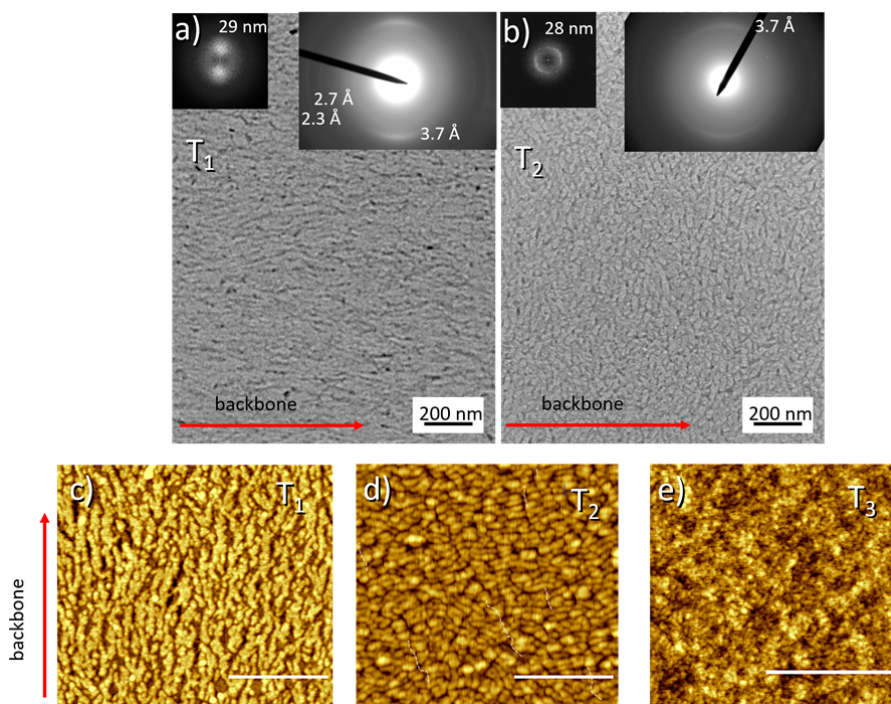 a)
29 nm
2.7 Å
2.3 Å
3.7 Å
T1
backbone
200 nm
b)
28 nm
3.7 Å
T2
backbone
200 nm
backbone
c)
T1
d)
T2
e)
T3